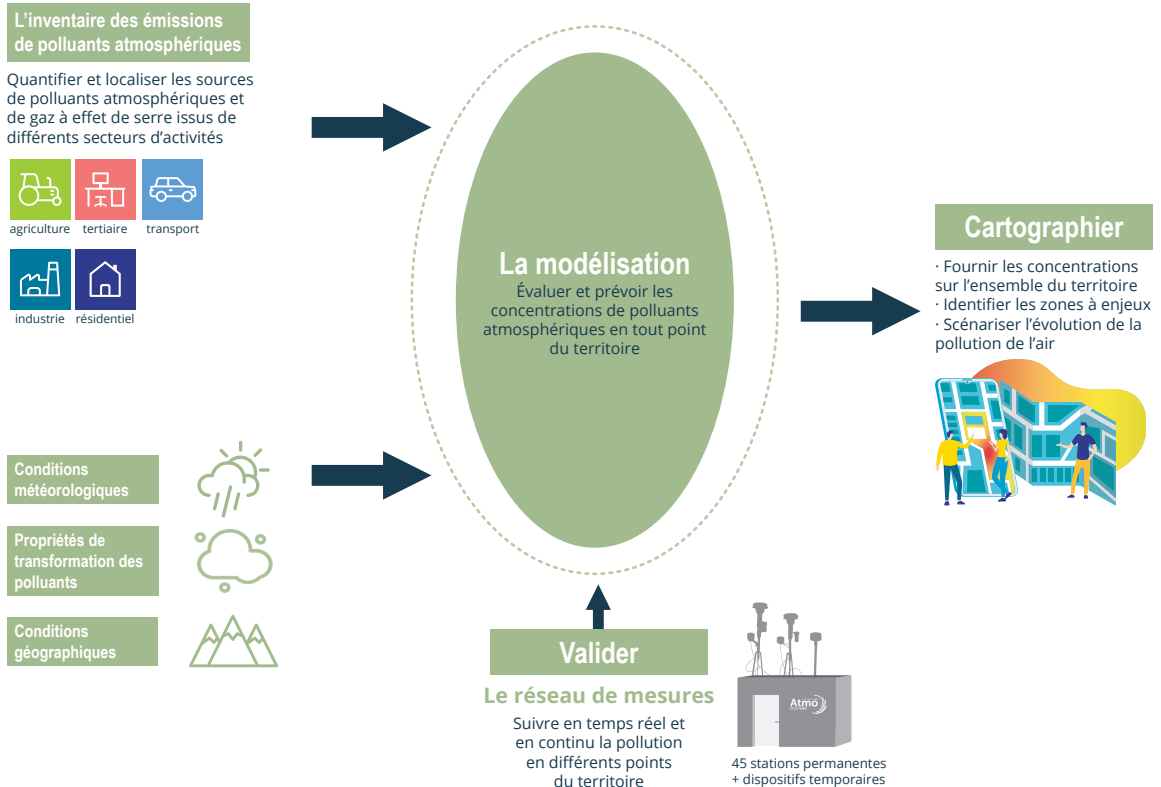 L'inventaire des émissions
de polluants atmosphériques
Quantifier et localiser les sources
de polluants atmosphériques et
de gaz à effet de serre issus de
différents secteurs d'activités
agriculture
tertiaire
transport
industrie
résidentiel
Conditions
météorologiques
Propriétés de
transformation des
polluants
Conditions
géographiques
La modélisation
Évaluer et prévoir les
concentrations de polluants
atmosphériques en tout point
du territoire
Valider
Le réseau de mesures
Suivre en temps réel et
en continu la pollution
en différents points
du territoire
Atmo
45 stations permanentes
+ dispositifs temporaires
Cartographier
· Fournir les concentrations
sur l'ensemble du territoire
· Identifier les zones à enjeux
· Scénariser l'évolution de la
pollution de l'air